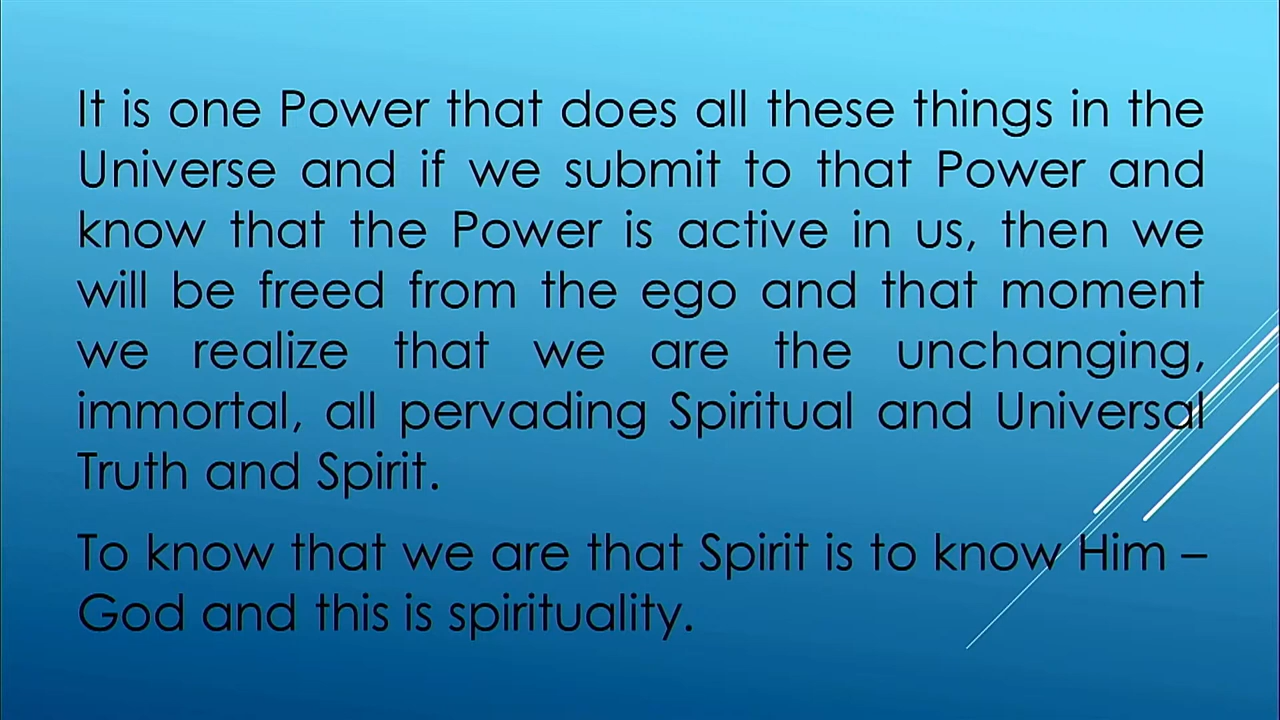 It is one Power that does all these things in the
Universe and if we submit to that Power and
know that the Power is active in us, then we
will be freed from the ego and that moment
we realize that we are the unchanging,
immortal, all pervading Spiritual and Universal
Truth and Spirit.
To know that we are that Spirit is to know Him –
God and this is spirituality.